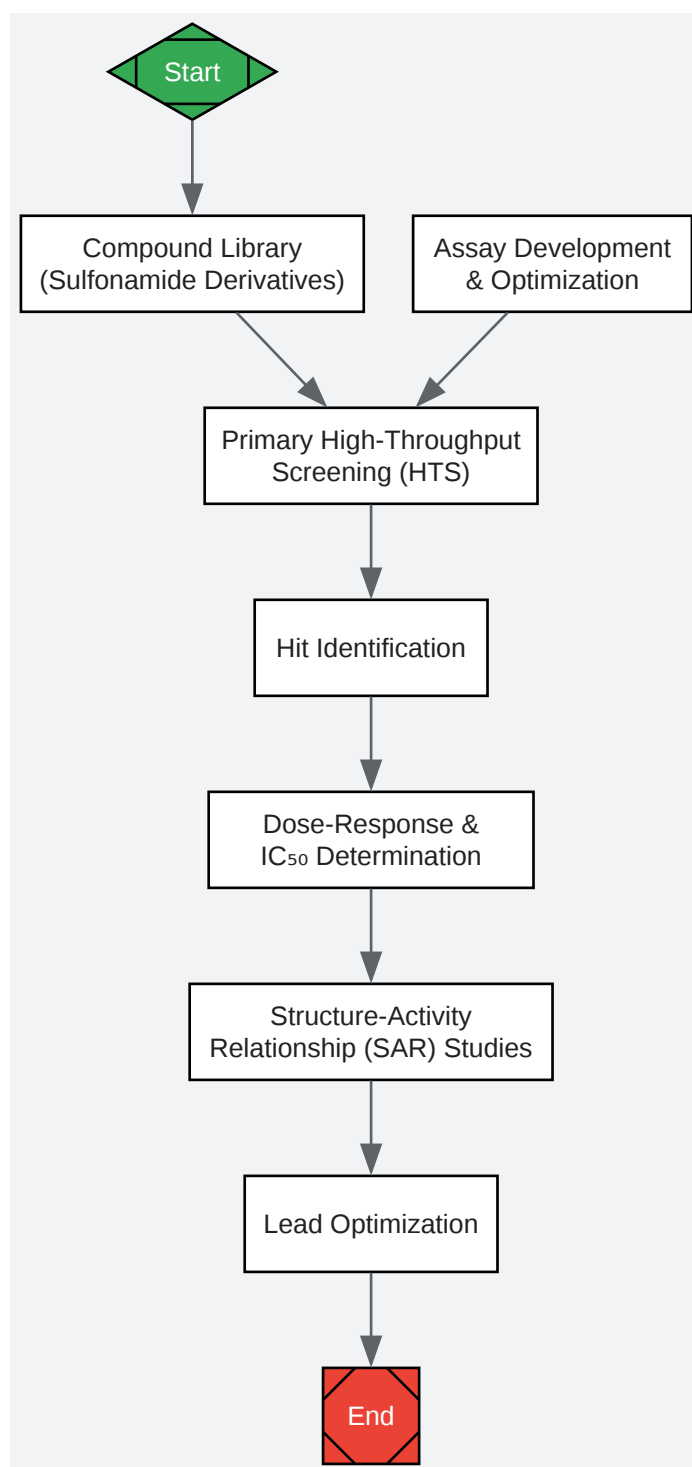 Start
Compound Library
(Sulfonamide Derivatives)
Assay Development
& Optimization
Primary High-Throughput
Screening (HTS)
Hit Identification
Dose-Response &
IC₅₀ Determination
Structure-Activity
Relationship (SAR) Studies
Lead Optimization
End